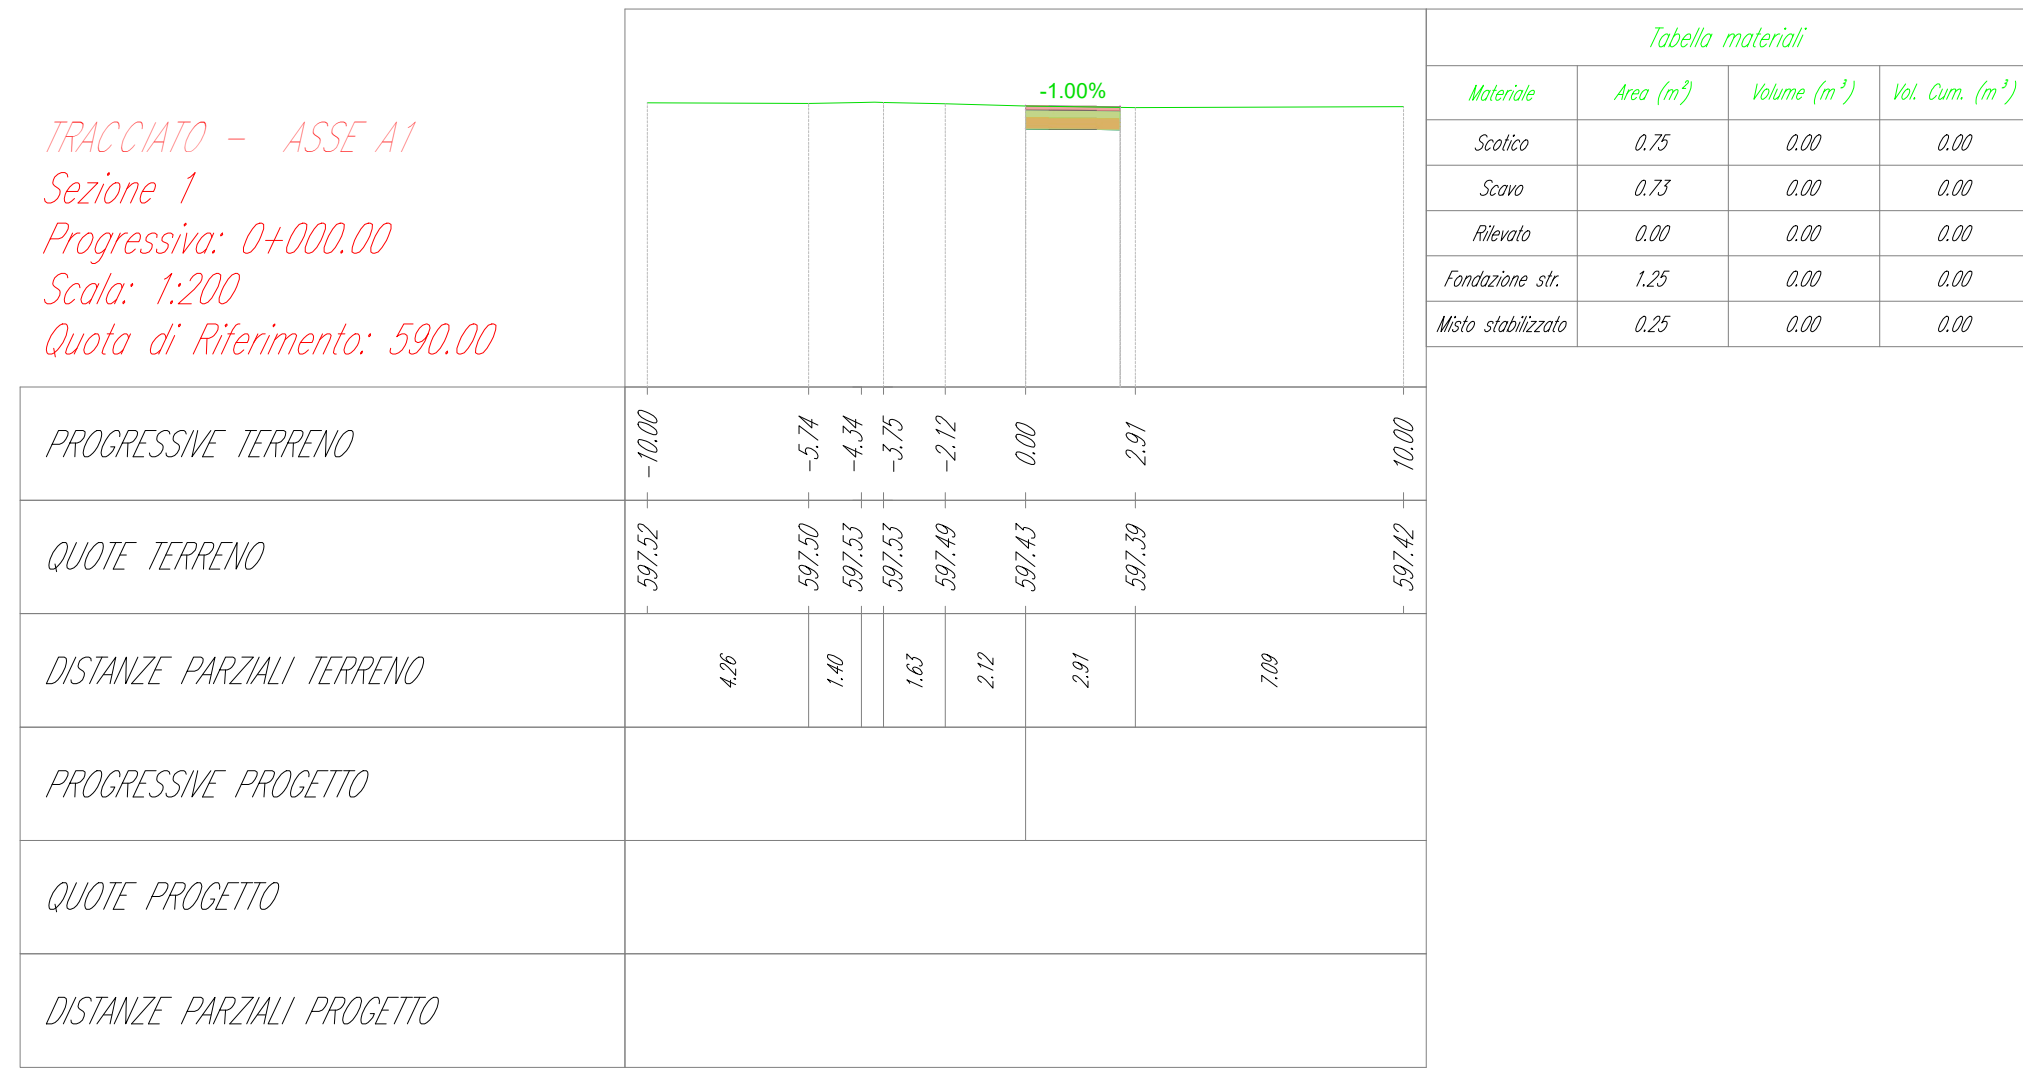 TRACCIATO - ASSE A1
Sezione 1
Progressiva: 0+000.00
Scala: 1:200
Quota di Riferimento: 590.00
-1.00%
Tabella materiali
Materiale Area (m²) Volume (m³) Vol. Cum. (m³)
Scotico 0.75 0.00 0.00
Scavo 0.73 0.00 0.00
Rilevato 0.00 0.00 0.00
Fondazione str. 1.25 0.00 0.00
Misto stabilizzato 0.25 0.00 0.00
PROGRESSIVE TERRENO -10.00 -5.74 -4.34 -3.75 -2.12 0.00 2.91 10.00
QUOTE TERRENO 597.52 597.50 597.53 597.53 597.49 597.43 597.39 597.42
DISTANZE PARZIALI TERRENO 4.26 1.40 1.63 2.12 2.91 7.09
PROGRESSIVE PROGETTO
QUOTE PROGETTO
DISTANZE PARZIALI PROGETTO